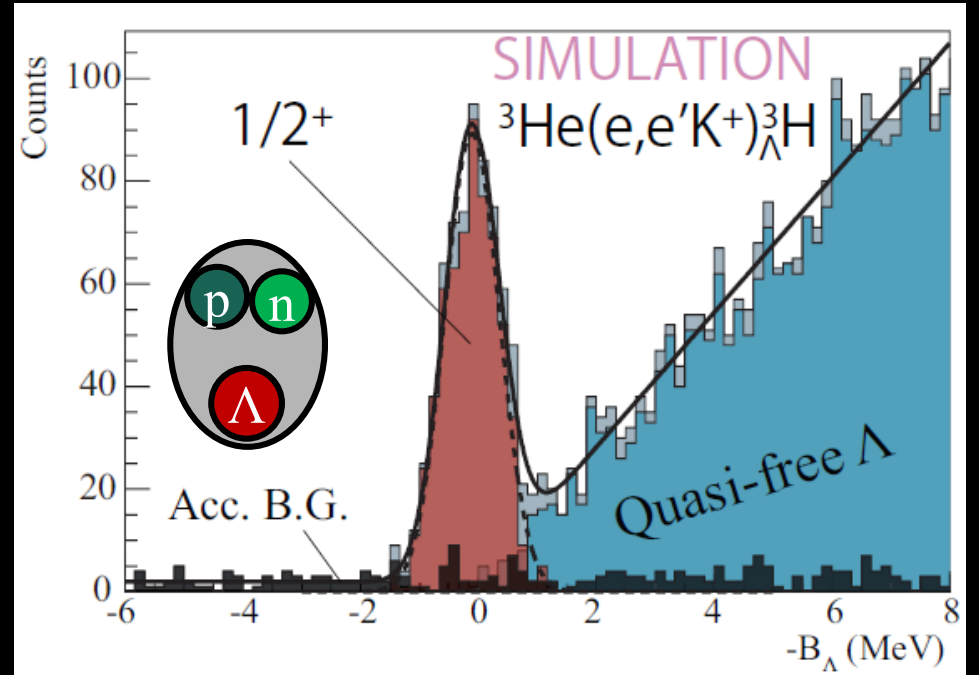 SIMULATION
1/2⁺
³He(e,e′K⁺)³ΛH
Counts
100
80
60
40
20
0
p
n
Λ
Acc. B.G.
Quasi-free Λ
-6
-4
-2
0
2
4
6
8
-B_Λ (MeV)